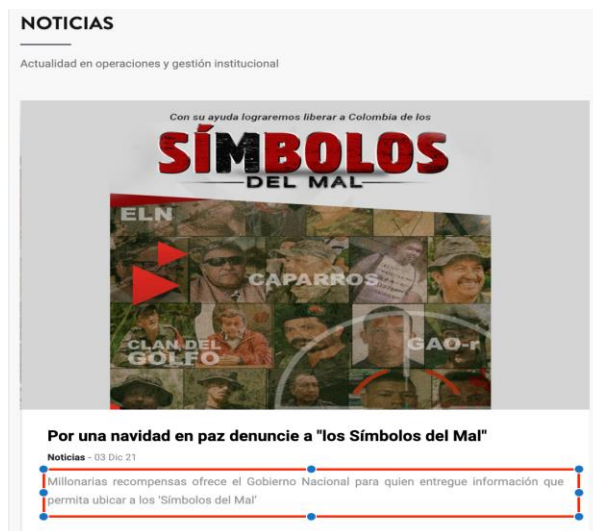 NOTICIAS
Actualidad en operaciones y gestión institucional
Con su ayuda lograremos liberar a Colombia de los
SÍMBOLOS
DEL MAL
ELN
CAPARROS
CLAN DEL
GOLFO
GAO-r
Por una navidad en paz denuncie a "los Símbolos del Mal"
Noticias - 03 Dic 21
Millonarias recompensas ofrece el Gobierno Nacional para quien entregue información que
permita ubicar a los 'Símbolos del Mal'